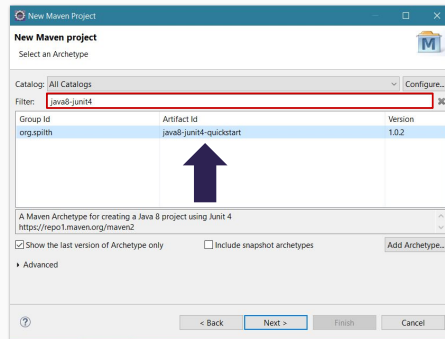 New Maven Project
New Maven project
Select an Archetype
M
Catalog: All Catalogs Configure...
Filter: java8-junit4
Group Id Artifact Id Version
org.spilth java8-junit4-quickstart 1.0.2
A Maven Archetype for creating a Java 8 project using Junit 4
https://repo1.maven.org/maven2
Show the last version of Archetype only Include snapshot archetypes Add Archetype...
Advanced
? < Back Next > Finish Cancel